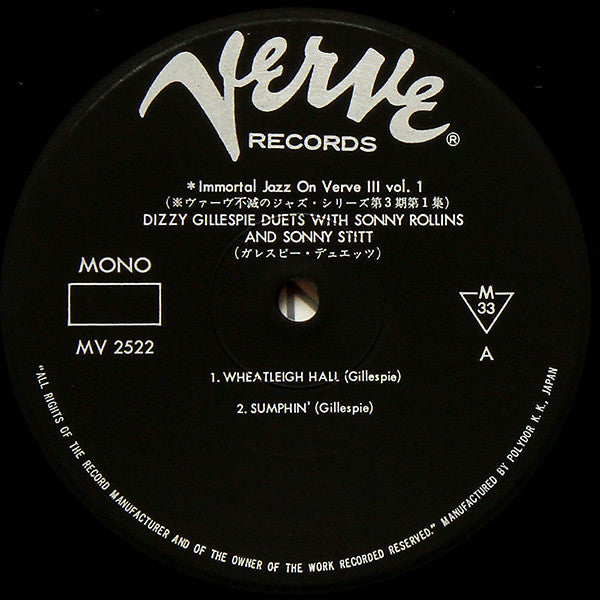 Verve
RECORDS ®
*Immortal Jazz On Verve III vol. 1
(※ヴァーヴ不滅のジャズ・シリーズ第3期第1集)
DIZZY GILLESPIE DUETS WITH SONNY ROLLINS
AND SONNY STITT
(ガレスピー・デュエッツ)
MONO
MV 2522
M
33
A
1. WHEATLEIGH HALL (Gillespie)
2. SUMPHIN' (Gillespie)
"ALL RIGHTS OF THE RECORD MANUFACTURER AND OF THE OWNER OF THE WORK RECORDED RESERVED." MANUFACTURED BY POLYDOR K. K., JAPAN